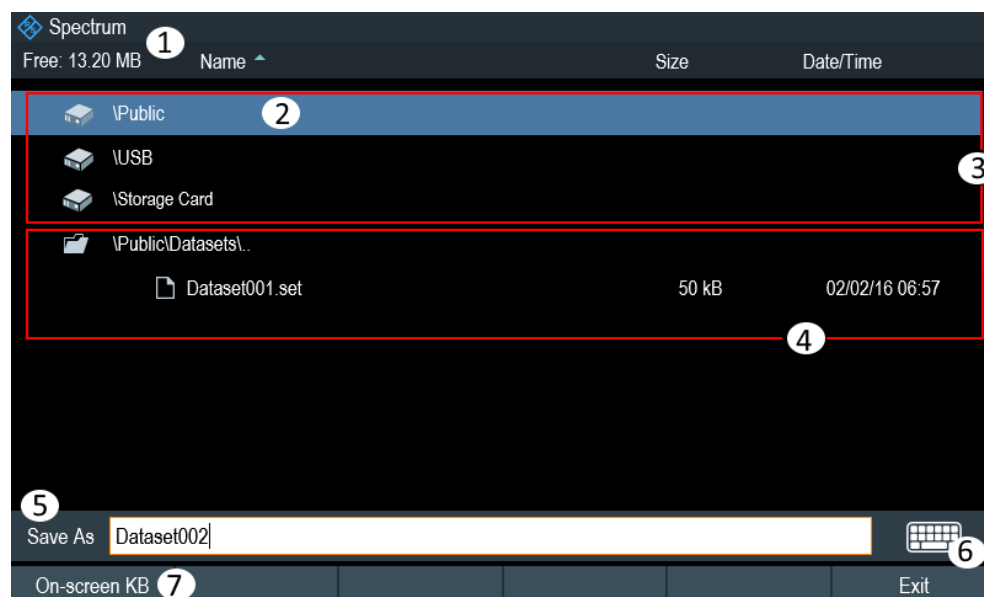 Spectrum
1
Free: 13.20 MB Name Size Date/Time
\Public 2
\USB
3
\Storage Card
\Public\Datasets\..
Dataset001.set 50 kB 02/02/16 06:57
4
5
Save As Dataset002
6
On-screen KB 7 Exit